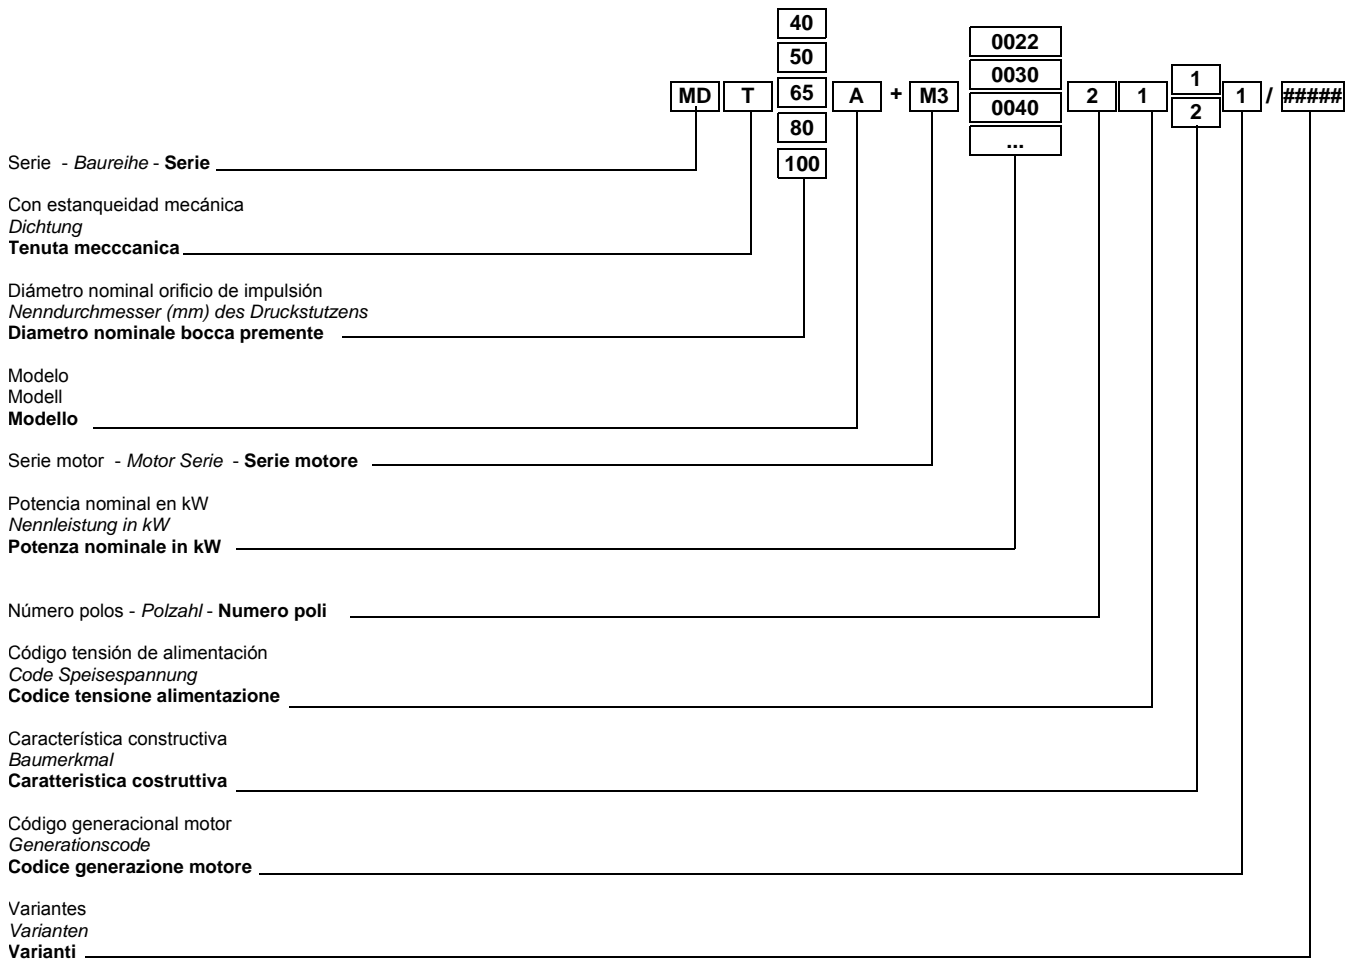 40
50
65
80
100
0022
0030
0040
...
MD T A + M3 2 1 1 / #####
1
2
Serie - Baureihe - Serie
Con estanqueidad mecánica
Dichtung
Tenuta mecccanica
Diámetro nominal orificio de impulsión
Nenndurchmesser (mm) des Druckstutzens
Diametro nominale bocca premente
Modelo
Modell
Modello
Serie motor - Motor Serie - Serie motore
Potencia nominal en kW
Nennleistung in kW
Potenza nominale in kW
Número polos - Polzahl - Numero poli
Código tensión de alimentación
Code Speisespannung
Codice tensione alimentazione
Característica constructiva
Baumerkmal
Caratteristica costruttiva
Código generacional motor
Generationscode
Codice generazione motore
Variantes
Varianten
Varianti